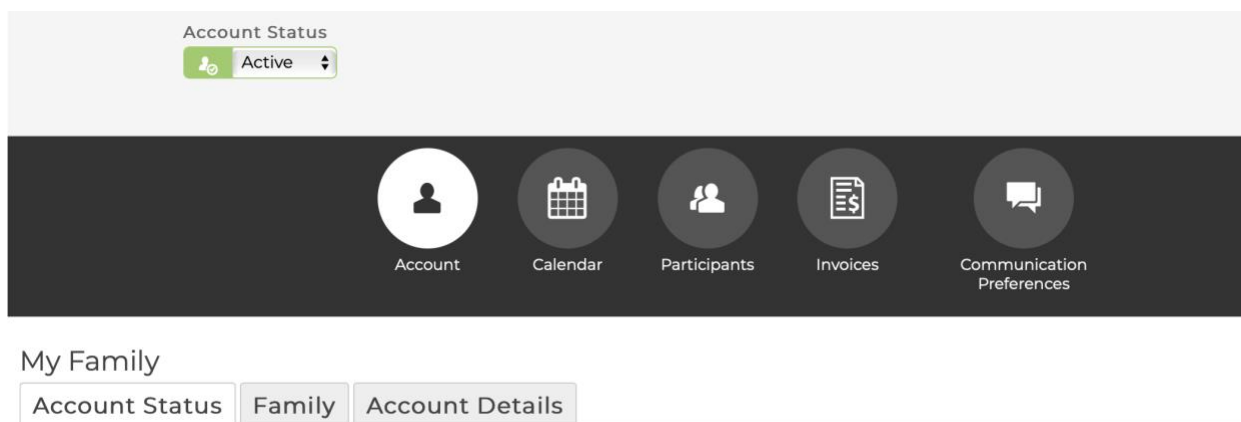 Account Status
Active
Account Calendar Participants Invoices Communication
Preferences
My Family
Account Status Family Account Details